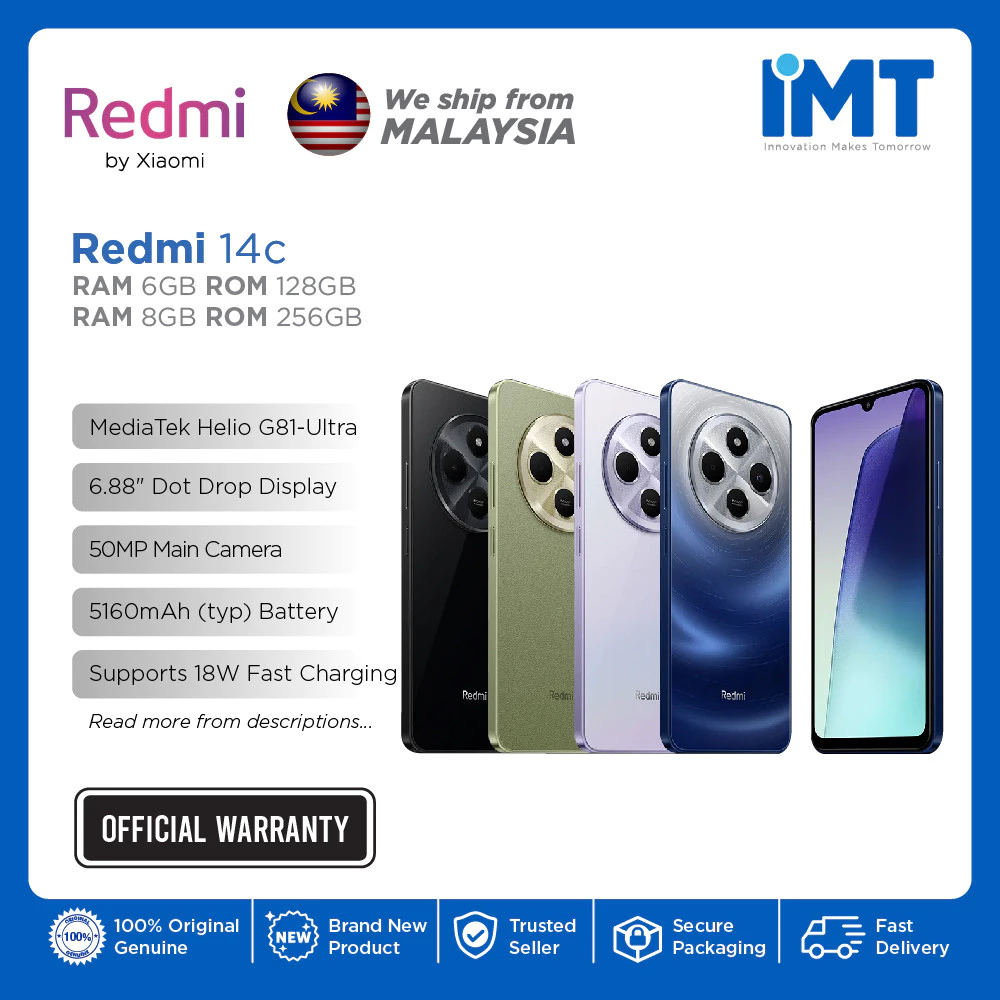 Redmi
by Xiaomi
We ship from
MALAYSIA
iMT
Innovation Makes Tomorrow
Redmi 14c
RAM 6GB ROM 128GB
RAM 8GB ROM 256GB
MediaTek Helio G81-Ultra
6.88" Dot Drop Display
50MP Main Camera
5160mAh (typ) Battery
Supports 18W Fast Charging
Read more from descriptions...
Redmi
Redmi
Redmi
Redmi
OFFICIAL WARRANTY
ORIGINAL
100%
GENUINE
100% Original
Genuine
NEW
Brand New
Product
Trusted
Seller
Secure
Packaging
Fast
Delivery